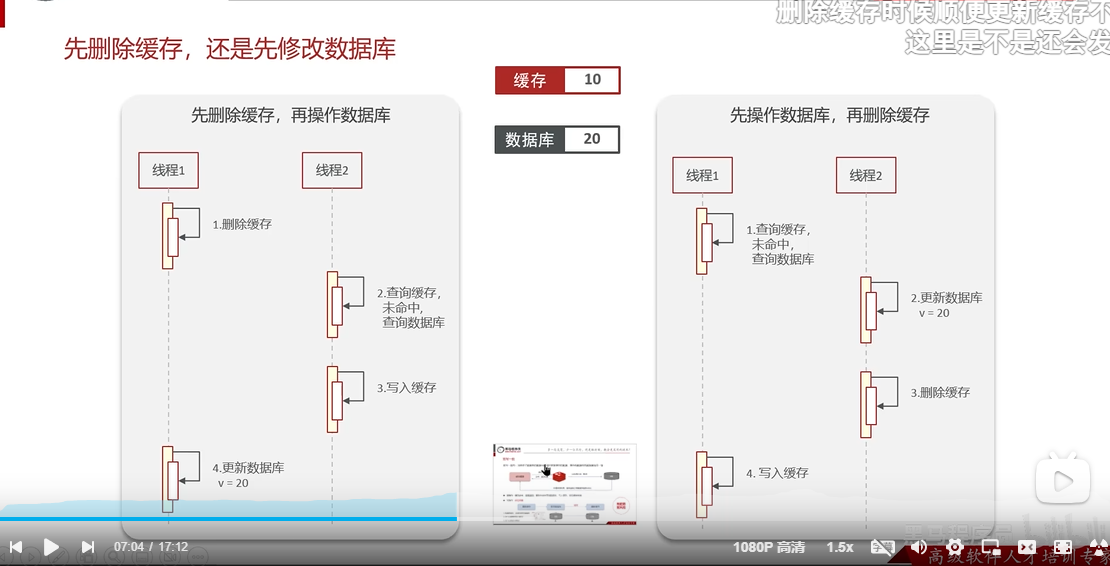 删除缓存时候顺便更新缓存不
这里是不是还会发
先删除缓存，还是先修改数据库
缓存 10
数据库 20
先删除缓存，再操作数据库
线程1
线程2
1.删除缓存
2.查询缓存，
未命中，
查询数据库
3.写入缓存
4.更新数据库
v = 20
先操作数据库，再删除缓存
线程1
线程2
1.查询缓存，
未命中，
查询数据库
2.更新数据库
v = 20
3.删除缓存
4. 写入缓存
07:04 / 17:12
1080P 高清
1.5x
字幕
黑马程序员
高级软件人才培训专家